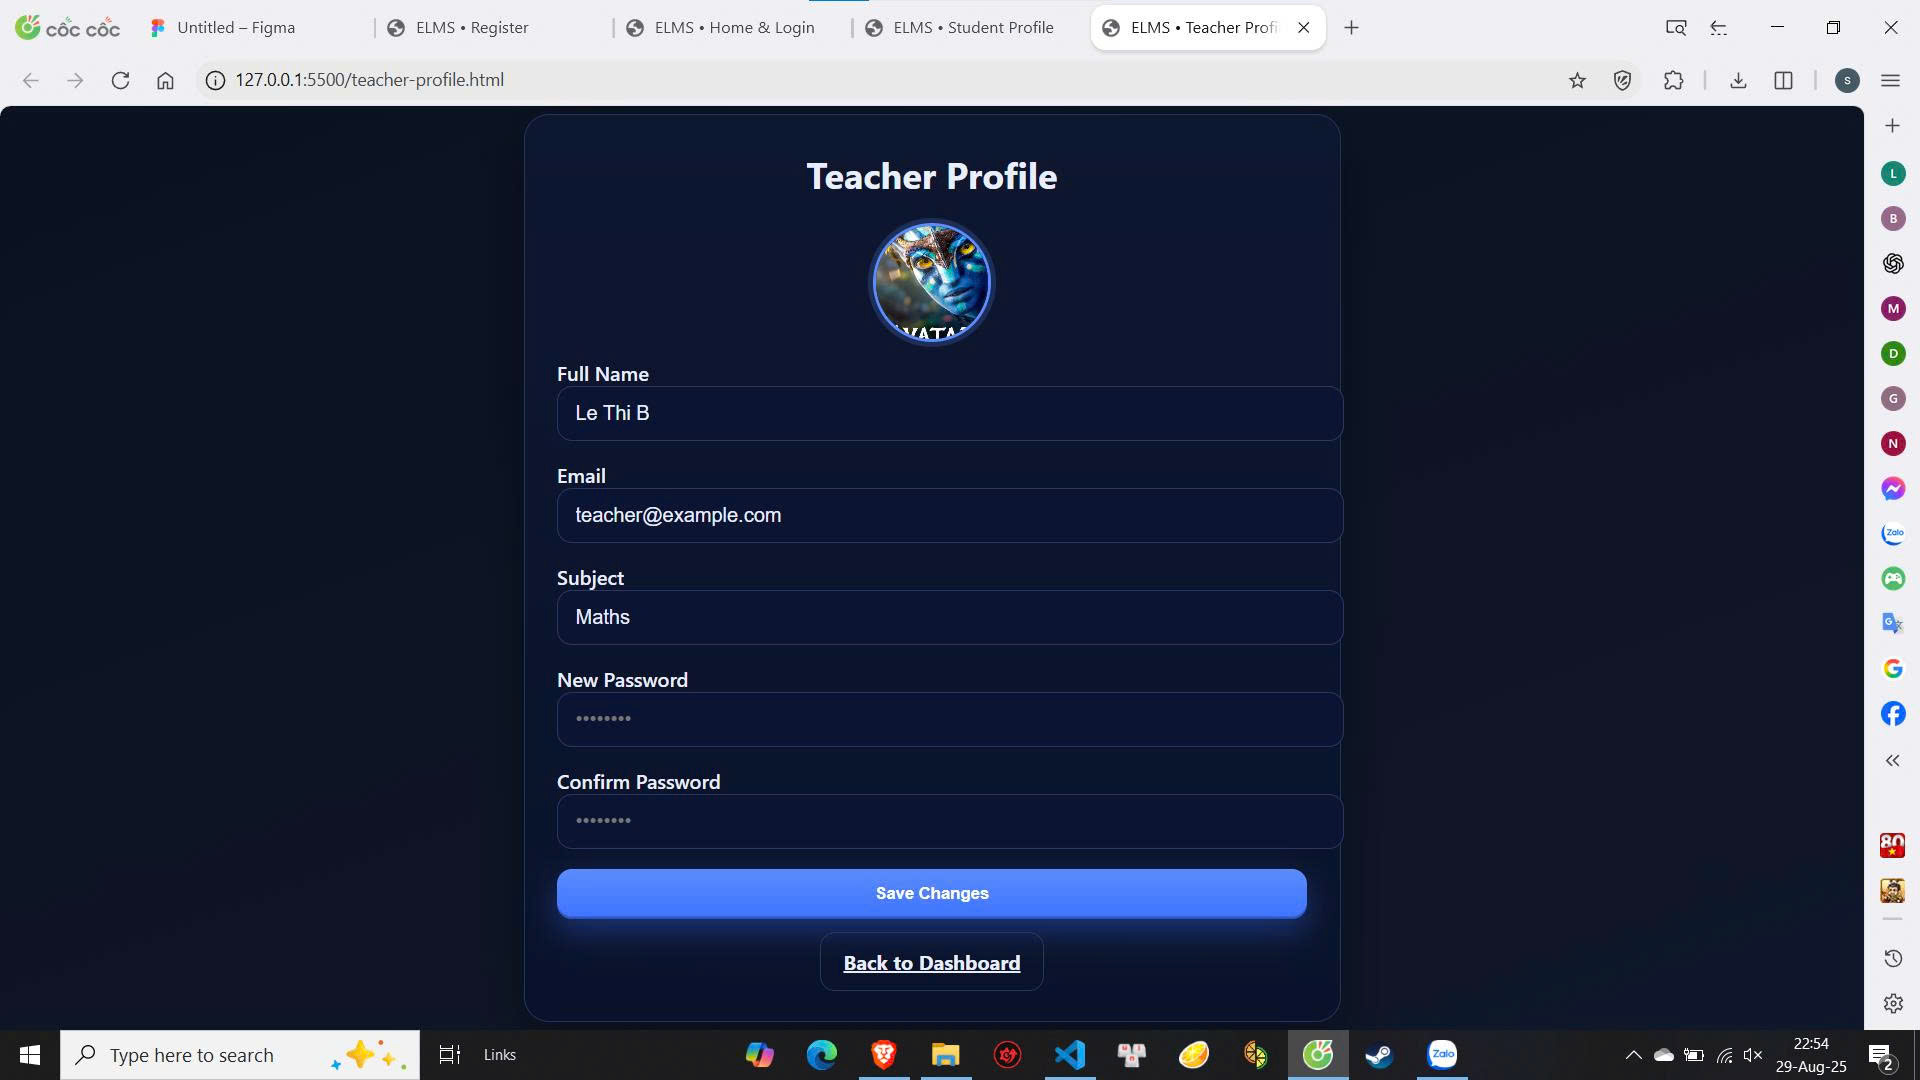 cốc cốc
Untitled – Figma
ELMS • Register
ELMS • Home & Login
ELMS • Student Profile
ELMS • Teacher Profi
127.0.0.1:5500/teacher-profile.html
S
Teacher Profile
Full Name
Le Thi B
Email
teacher@example.com
Subject
Maths
New Password
••••••••
Confirm Password
••••••••
Save Changes
Back to Dashboard
L
B
M
D
G
N
Zalo
80
Type here to search
Links
Zalo
22:54
29-Aug-25
2